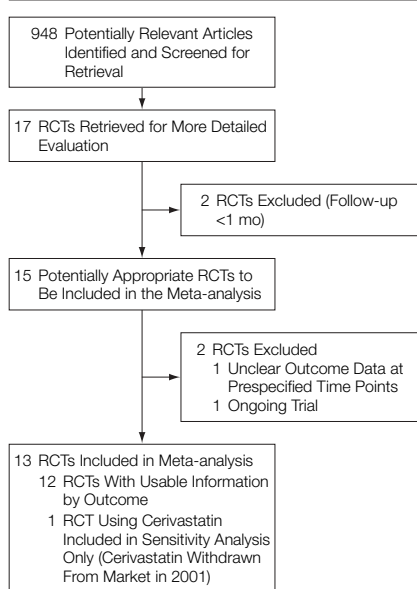 948 Potentially Relevant Articles
Identified and Screened for
Retrieval
17 RCTs Retrieved for More Detailed
Evaluation
2 RCTs Excluded (Follow-up
<1 mo)
15 Potentially Appropriate RCTs to
Be Included in the Meta-analysis
2 RCTs Excluded
1 Unclear Outcome Data at
Prespecified Time Points
1 Ongoing Trial
13 RCTs Included in Meta-analysis
12 RCTs With Usable Information
by Outcome
1 RCT Using Cerivastatin
Included in Sensitivity Analysis
Only (Cerivastatin Withdrawn
From Market in 2001)